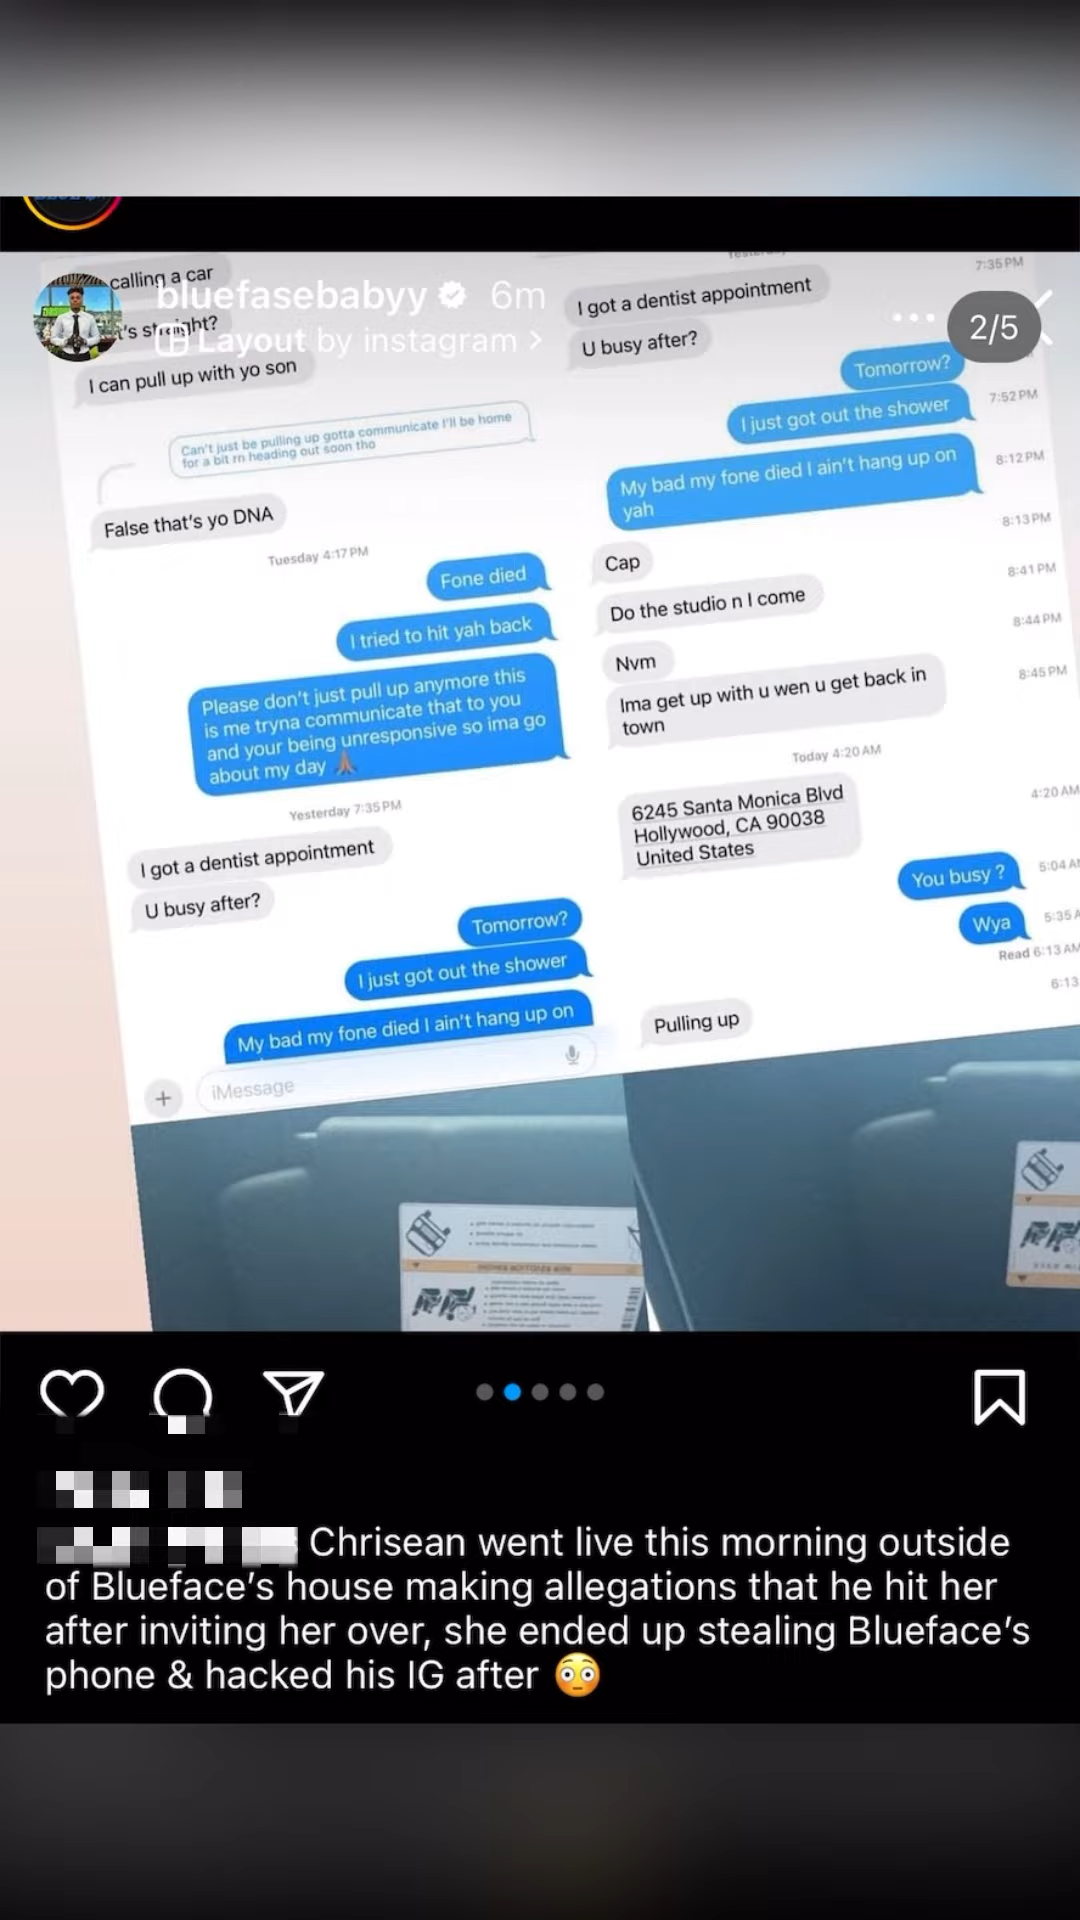 bluefasebabyy 6m
Layout by instagram >
2/5
calling a car
t's straight?
I can pull up with yo son
Can't just be pulling up gotta communicate I'll be home
for a bit rn heading out soon tho
False that's yo DNA
Tuesday 4:17 PM
Fone died
I tried to hit yah back
Please don't just pull up anymore this
is me tryna communicate that to you
and your being unresponsive so ima go
about my day 🙏🏽
Yesterday 7:35 PM
I got a dentist appointment
U busy after?
Tomorrow?
I just got out the shower
My bad my fone died I ain't hang up on
iMessage
7:35 PM
I got a dentist appointment
U busy after?
Tomorrow?
7:52 PM
I just got out the shower
8:12 PM
My bad my fone died I ain't hang up on
yah
8:13 PM
Cap
8:41 PM
Do the studio n I come
8:44 PM
Nvm
8:45 PM
Ima get up with u wen u get back in
town
Today 4:20 AM
4:20 AM
6245 Santa Monica Blvd
Hollywood, CA 90038
United States
You busy ?
5:04 AM
Wya
5:35 A
Read 6:13 AM
6:13
Pulling up
Chrisean went live this morning outside
of Blueface's house making allegations that he hit her
after inviting her over, she ended up stealing Blueface's
phone & hacked his IG after 😳